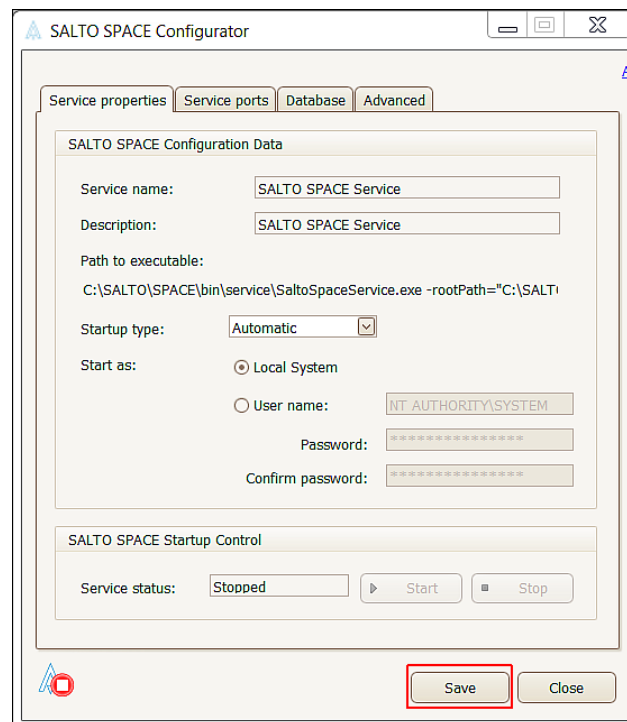 SALTO SPACE Configurator
A
Service properties Service ports Database Advanced
SALTO SPACE Configuration Data
Service name: SALTO SPACE Service
Description: SALTO SPACE Service
Path to executable:
C:\SALTO\SPACE\bin\service\SaltoSpaceService.exe -rootPath="C:\SALT(
Startup type: Automatic
Start as: Local System
User name: NT AUTHORITY\SYSTEM
Password: ***************
Confirm password: ***************
SALTO SPACE Startup Control
Service status: Stopped Start Stop
Save Close